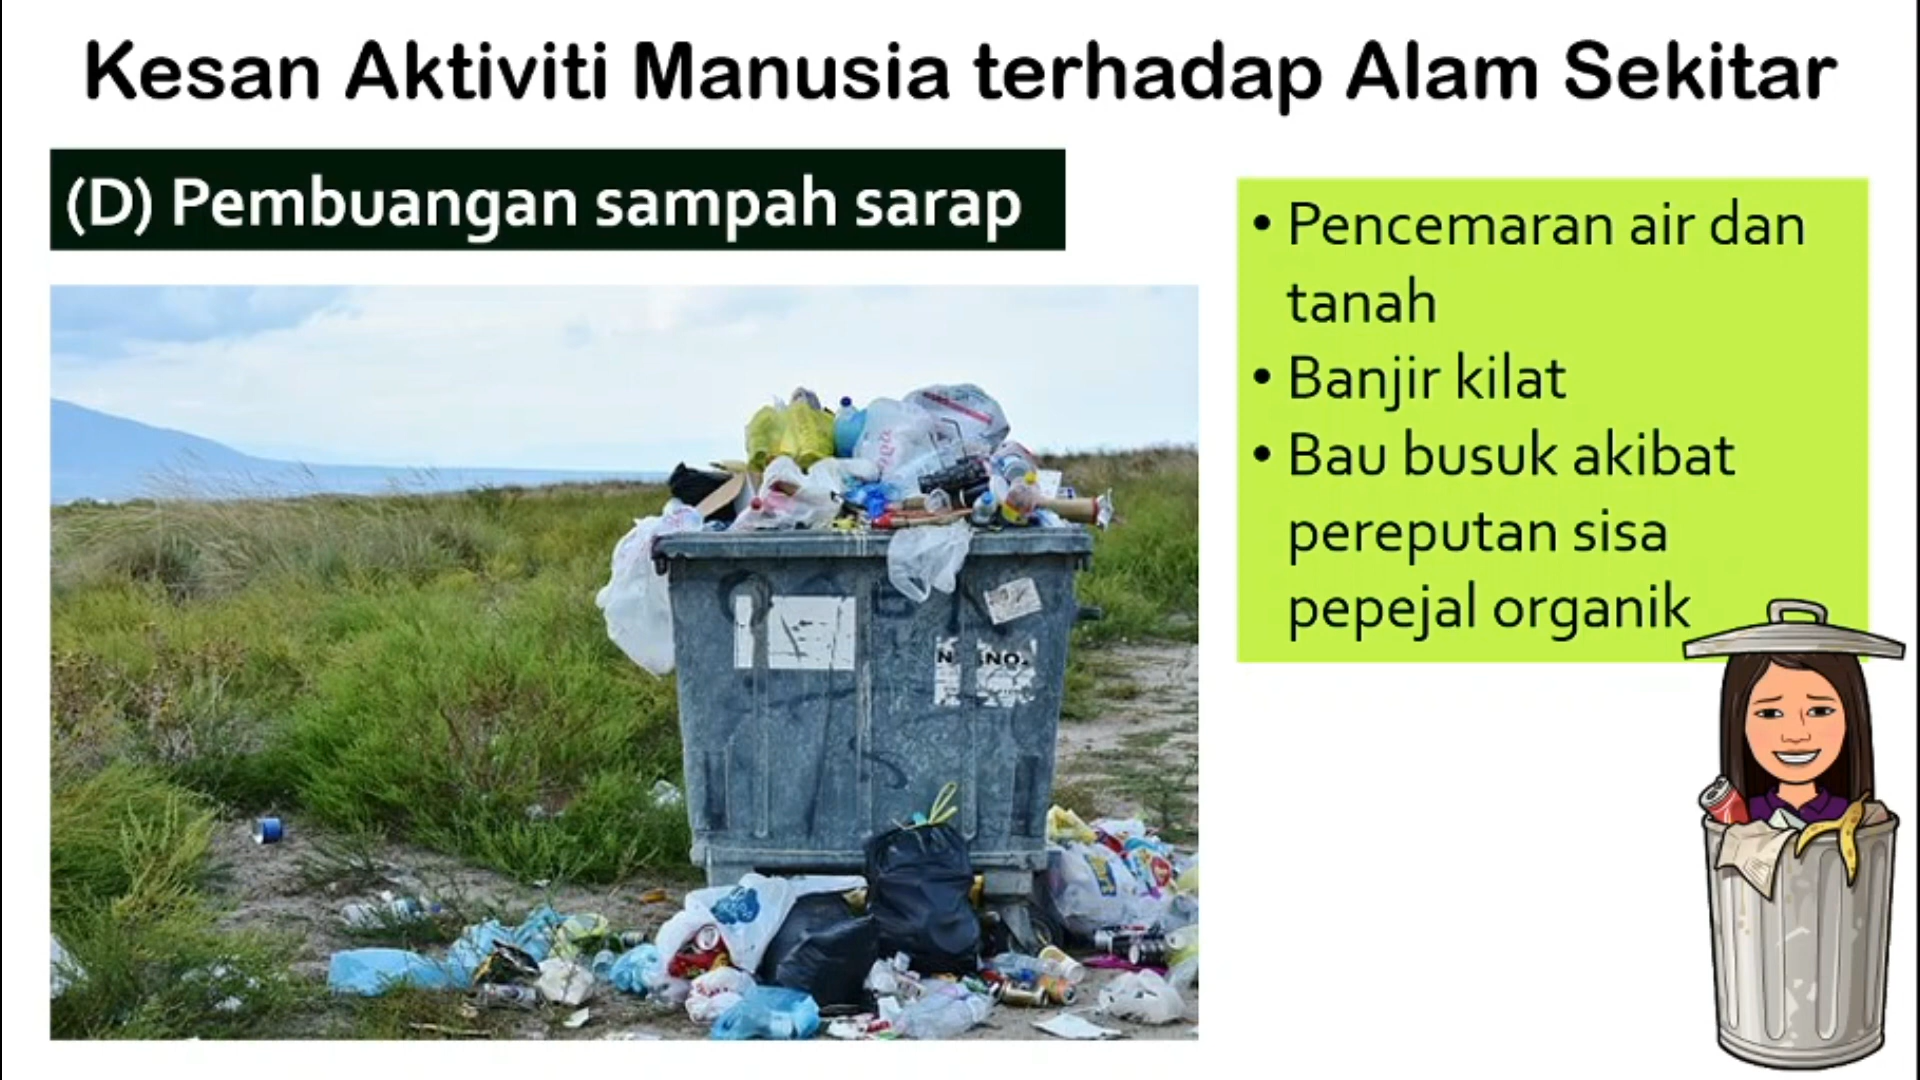 Kesan Aktiviti Manusia terhadap Alam Sekitar
(D) Pembuangan sampah sarap
• Pencemaran air dan
tanah
• Banjir kilat
• Bau busuk akibat
pereputan sisa
pepejal organik